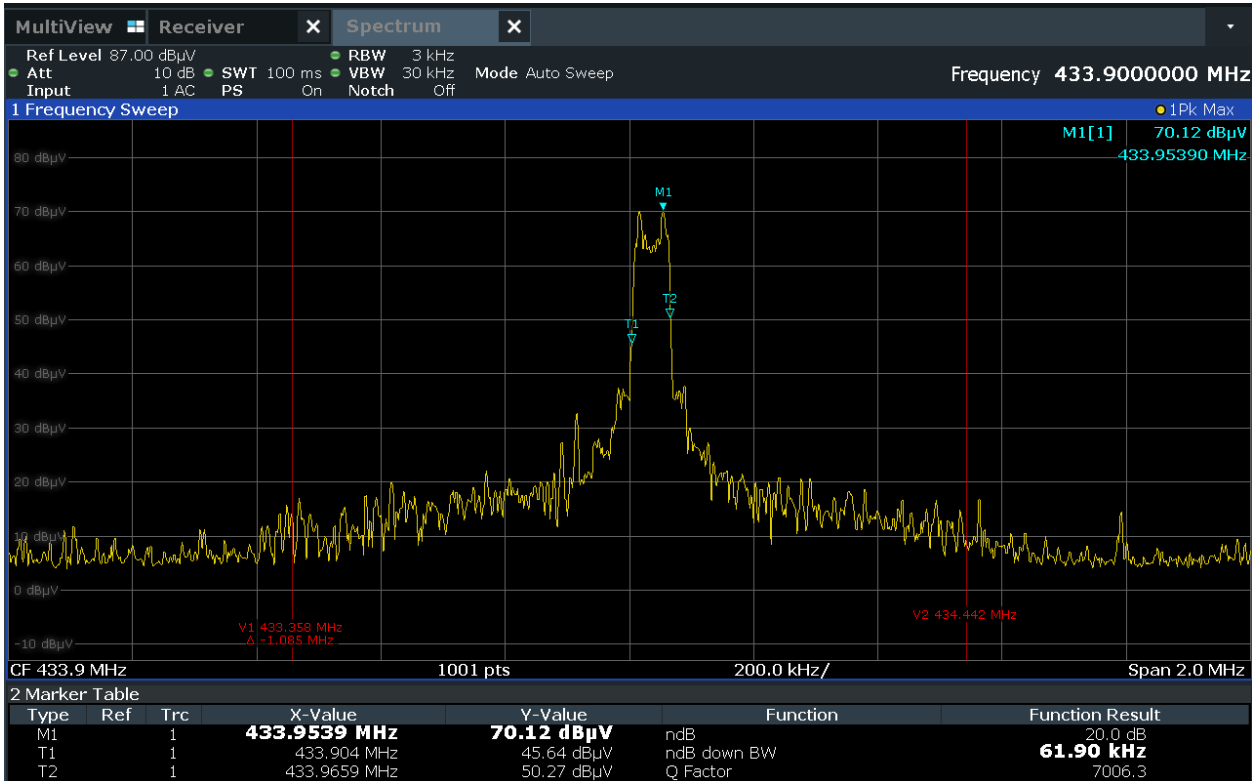 MultiView Receiver X Spectrum X
Ref Level 87.00 dBµV RBW 3 kHz
Att 10 dB SWT 100 ms VBW 30 kHz Mode Auto Sweep Frequency 433.9000000 MHz
Input 1 AC PS On Notch Off
1 Frequency Sweep 1Pk Max
M1[1] 70.12 dBµV
433.95390 MHz
80 dBµV
M1
70 dBµV
60 dBµV
T2
50 dBµV
T1
40 dBµV
30 dBµV
20 dBµV
10 dBµV
0 dBµV
V2 434.442 MHz
V1 433.358 MHz
Δ -1.085 MHz
-10 dBµV
CF 433.9 MHz 1001 pts 200.0 kHz/ Span 2.0 MHz
2 Marker Table
Type Ref Trc X-Value Y-Value Function Function Result
M1 1 433.9539 MHz 70.12 dBµV ndB 20.0 dB
T1 1 433.904 MHz 45.64 dBµV ndB down BW 61.90 kHz
T2 1 433.9659 MHz 50.27 dBµV Q Factor 7006.3